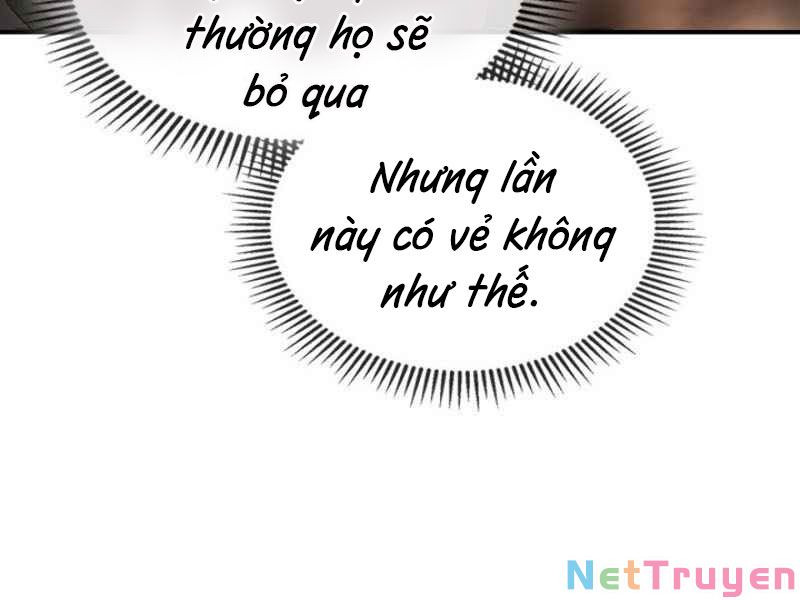 thường họ sẽ
bỏ qua
Nhưng lần
này có vẻ không
như thế.
NetTruyen